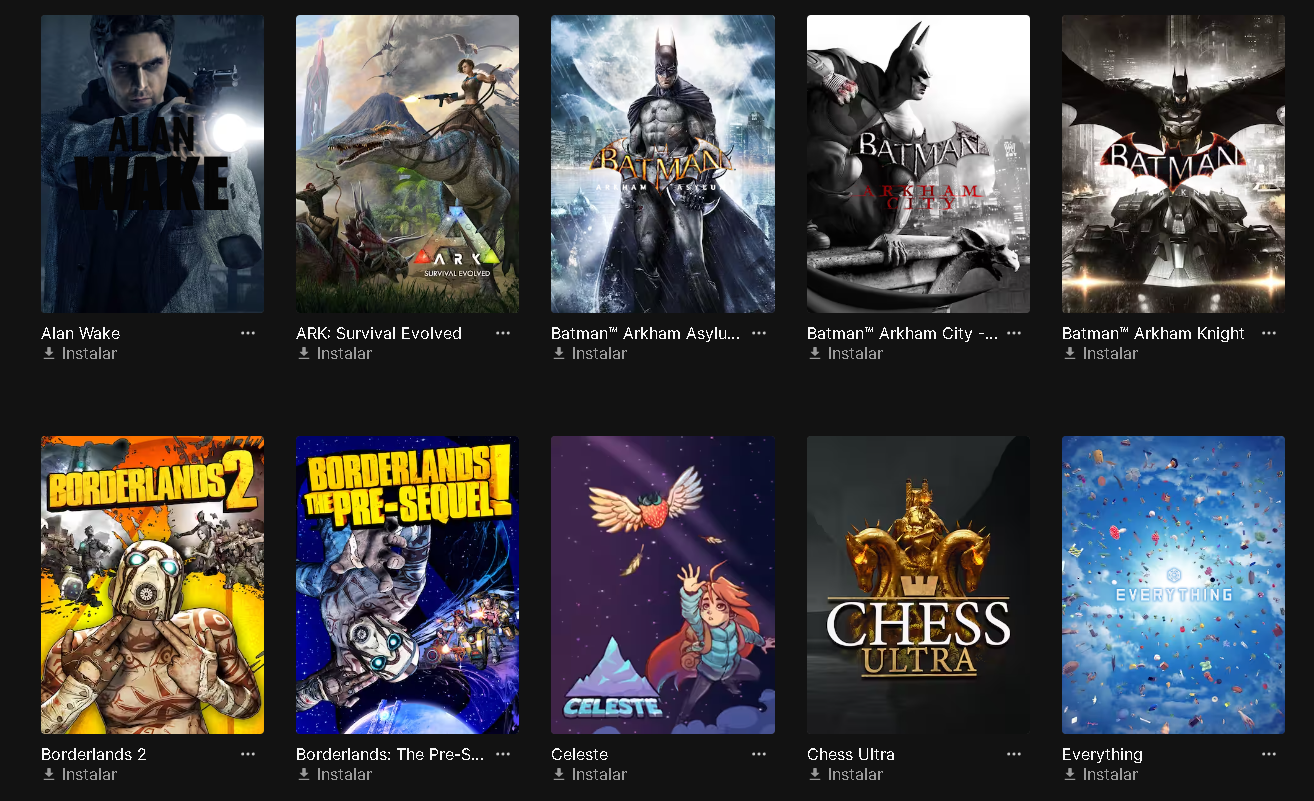 ALAN
WAKE
ARK
SURVIVAL EVOLVED
BATMAN
ARKHAM ASYLUM
BATMAN
ARKHAM
CITY
BATMAN
Alan Wake ...
Instalar
ARK: Survival Evolved ...
Instalar
Batman™ Arkham Asylu... ...
Instalar
Batman™ Arkham City -... ...
Instalar
Batman™ Arkham Knight ...
Instalar
BORDERLANDS 2
BORDERLANDS
THE PRE-SEQUEL!
CELESTE
CHESS
ULTRA
EVERYTHING
Borderlands 2 ...
Instalar
Borderlands: The Pre-S... ...
Instalar
Celeste ...
Instalar
Chess Ultra ...
Instalar
Everything ...
Instalar